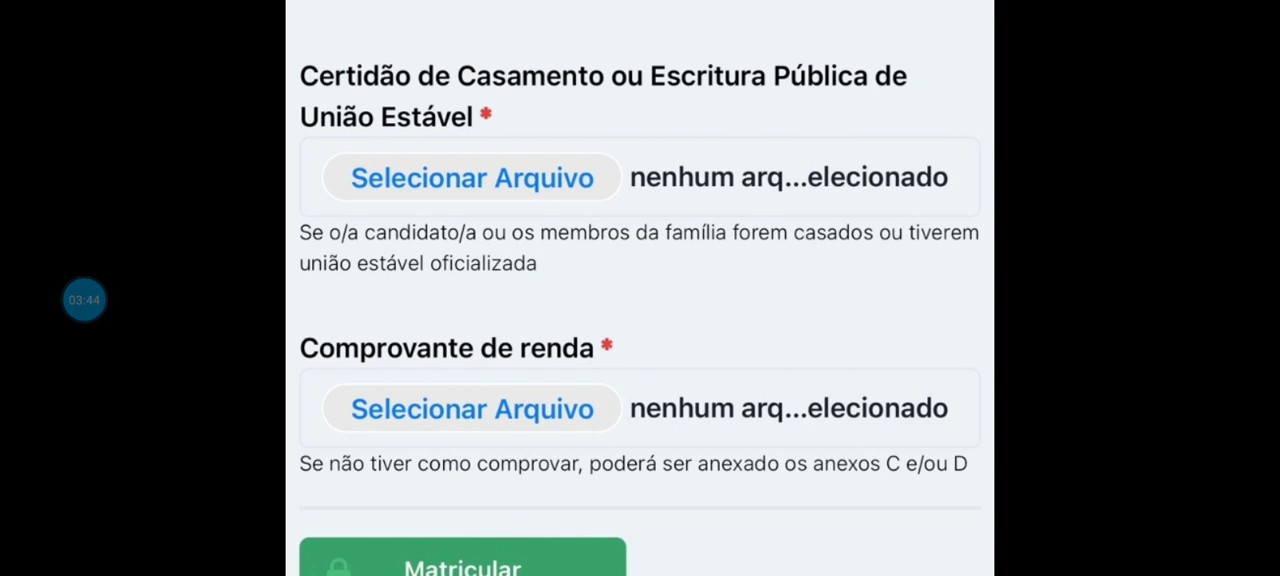 Certidão de Casamento ou Escritura Pública de
União Estável *
Selecionar Arquivo nenhum arq...elecionado
Se o/a candidato/a ou os membros da família forem casados ou tiverem
união estável oficializada
03:44
Comprovante de renda *
Selecionar Arquivo nenhum arq...elecionado
Se não tiver como comprovar, poderá ser anexado os anexos C e/ou D
Matricular